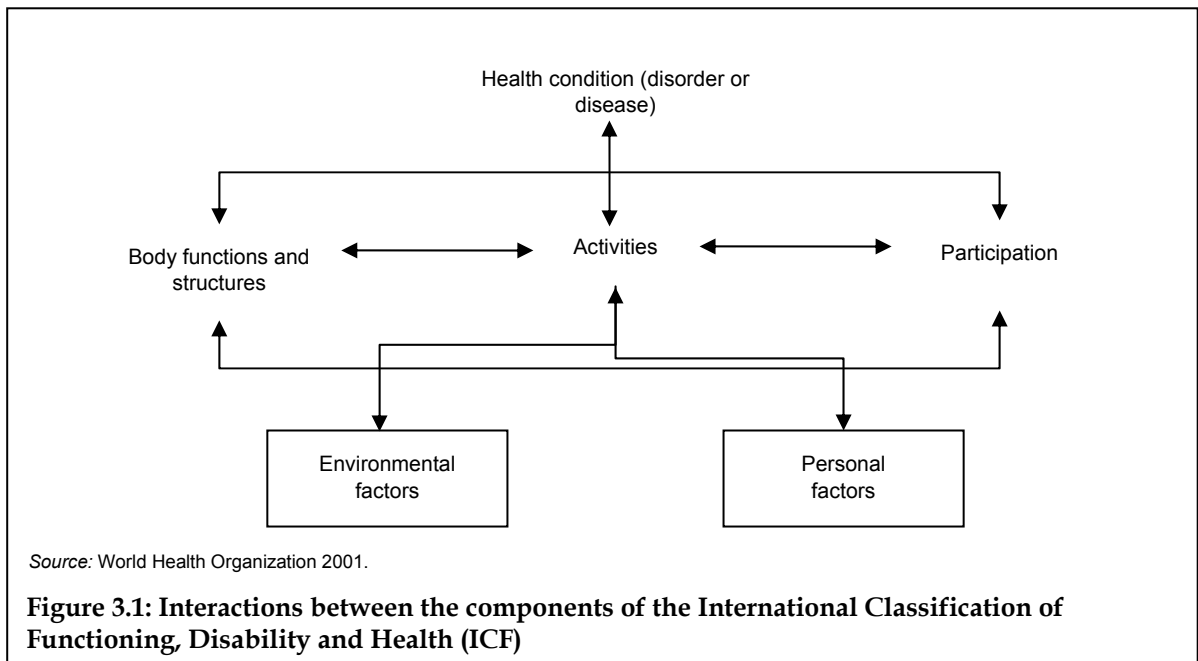 Health condition (disorder or
disease)
Body functions and
structures
Activities
Participation
Environmental
factors
Personal
factors
Source: World Health Organization 2001.
Figure 3.1: Interactions between the components of the International Classification of
Functioning, Disability and Health (ICF)